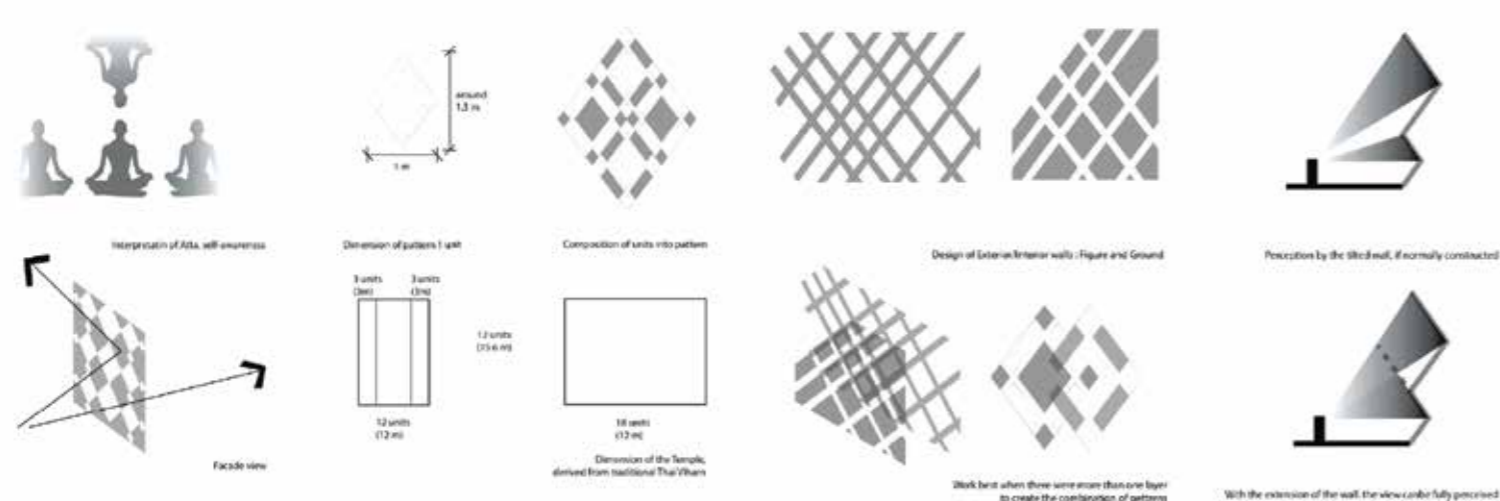 around
1.3 m
1 m
Interpretatin of Atta, self-awareness
Dimension of pattern 1 unit
Composition of units into pattern
Design of Exterior/Interior walls : Figure and Ground
Perception by the tilted wall, if normally constructed
3 units
(3m)
3 units
(3m)
12 units
(15.6 m)
12 units
(12 m)
18 units
(12 m)
Facade view
Dimension of the Temple,
derived from traditional Thai Viharn
Work best when there were more than one layer
to create the combination of patterns
With the extension of the wall, the view can be fully perceived